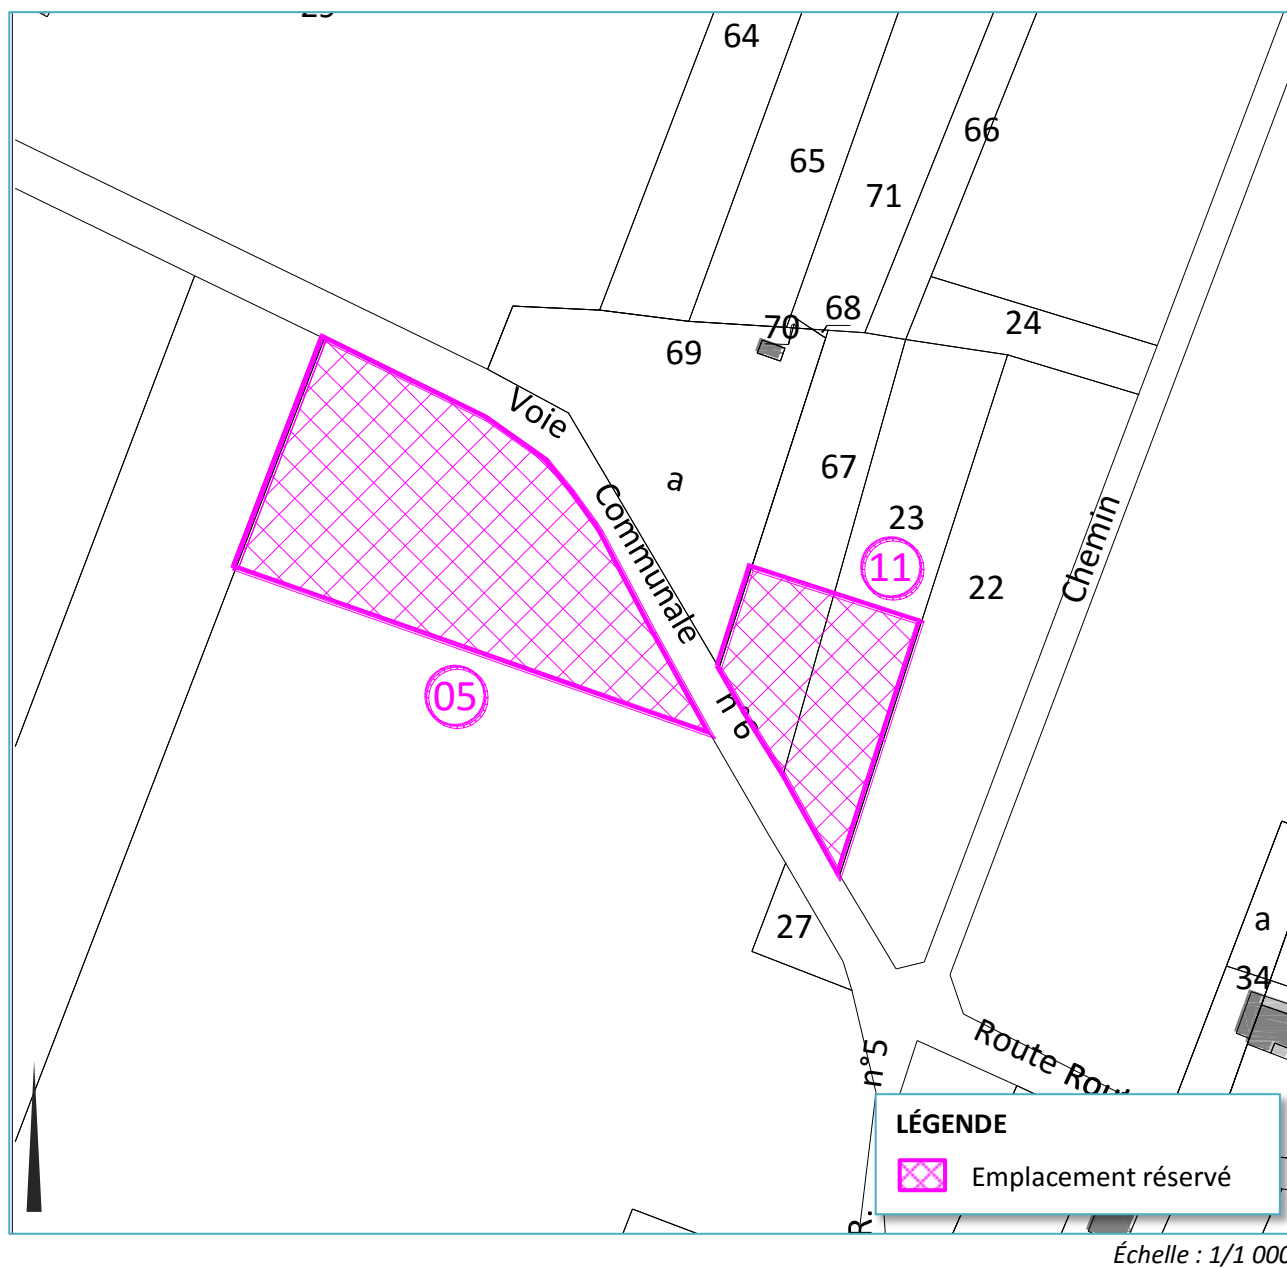 64
66
65
71
68
24
70
69
Voie
67
a
23
Communale
Chemin
11
22
05
n°6
27
a
34
Route
n°5
LÉGENDE
Emplacement réservé
R.
Échelle : 1/1 000